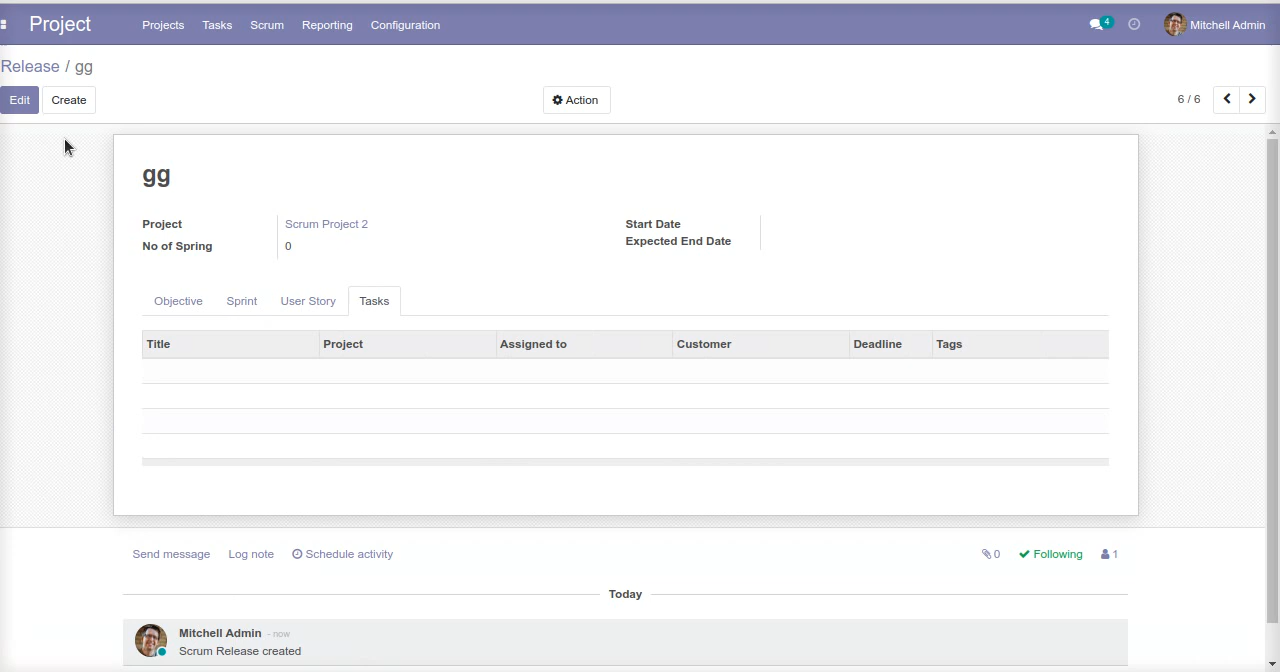 Project Projects Tasks Scrum Reporting Configuration 4 Mitchell Admin
Release / gg
Edit Create Action 6 / 6
gg
Project Scrum Project 2 Start Date
No of Spring 0 Expected End Date
Objective Sprint User Story Tasks
Title Project Assigned to Customer Deadline Tags
Send message Log note Schedule activity 0 Following 1
Today
Mitchell Admin - now
Scrum Release created